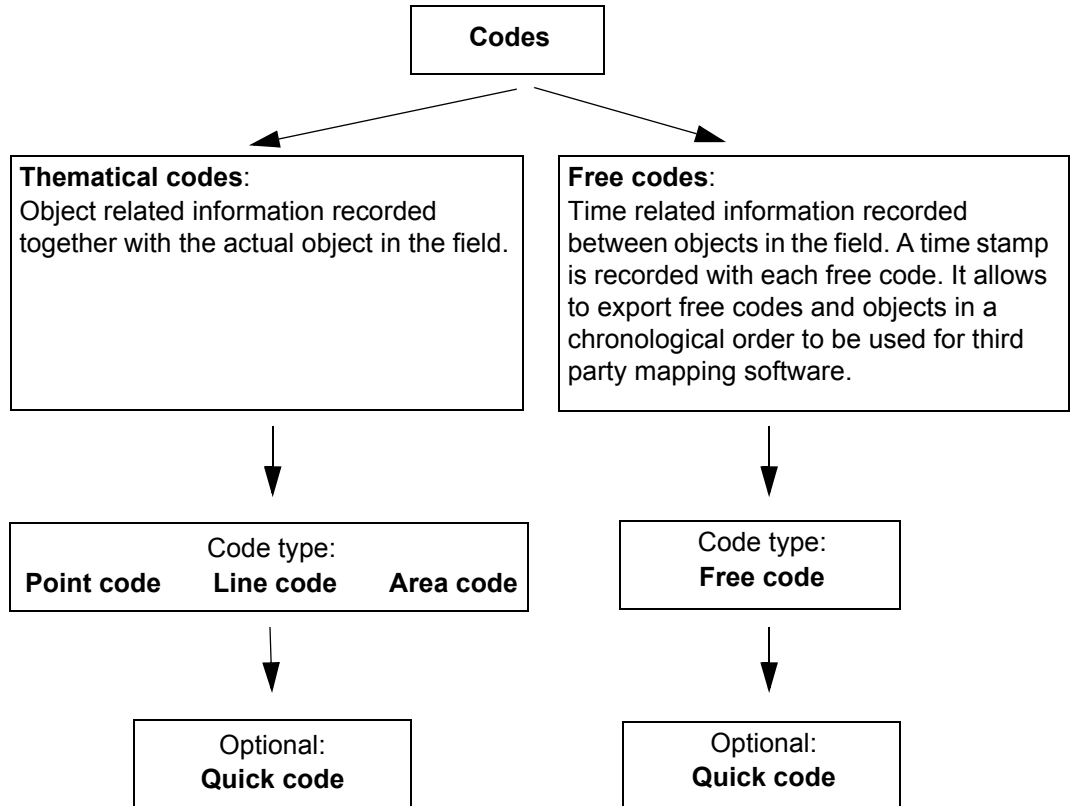 Codes
Thematical codes:
Object related information recorded
together with the actual object in the field.
Free codes:
Time related information recorded
between objects in the field. A time stamp
is recorded with each free code. It allows
to export free codes and objects in a
chronological order to be used for third
party mapping software.
Code type:
Point code Line code Area code
Code type:
Free code
Optional:
Quick code
Optional:
Quick code